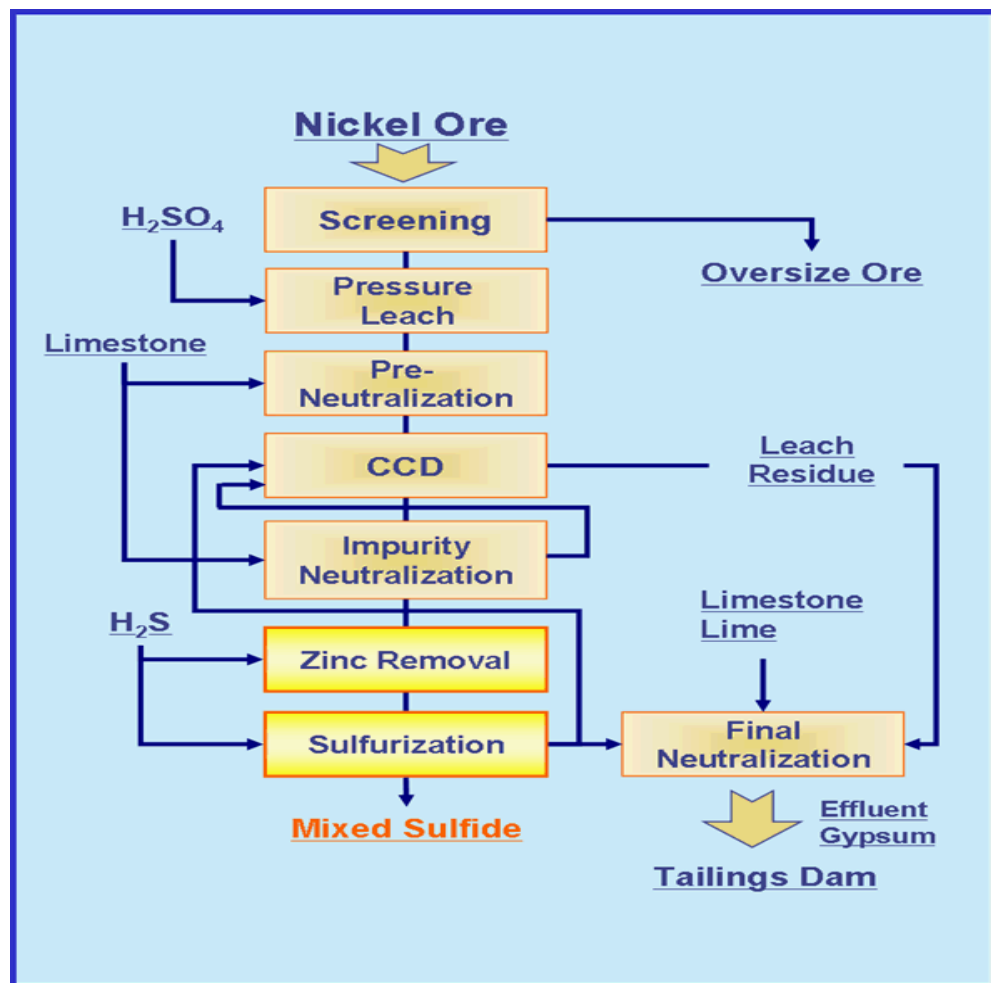 Nickel Ore
Screening
H₂SO₄
Oversize Ore
Pressure
Leach
Limestone
Pre-
Neutralization
CCD
Leach
Residue
Impurity
Neutralization
Limestone
Lime
H₂S
Zinc Removal
Sulfurization
Final
Neutralization
Mixed Sulfide
Effluent
Gypsum
Tailings Dam